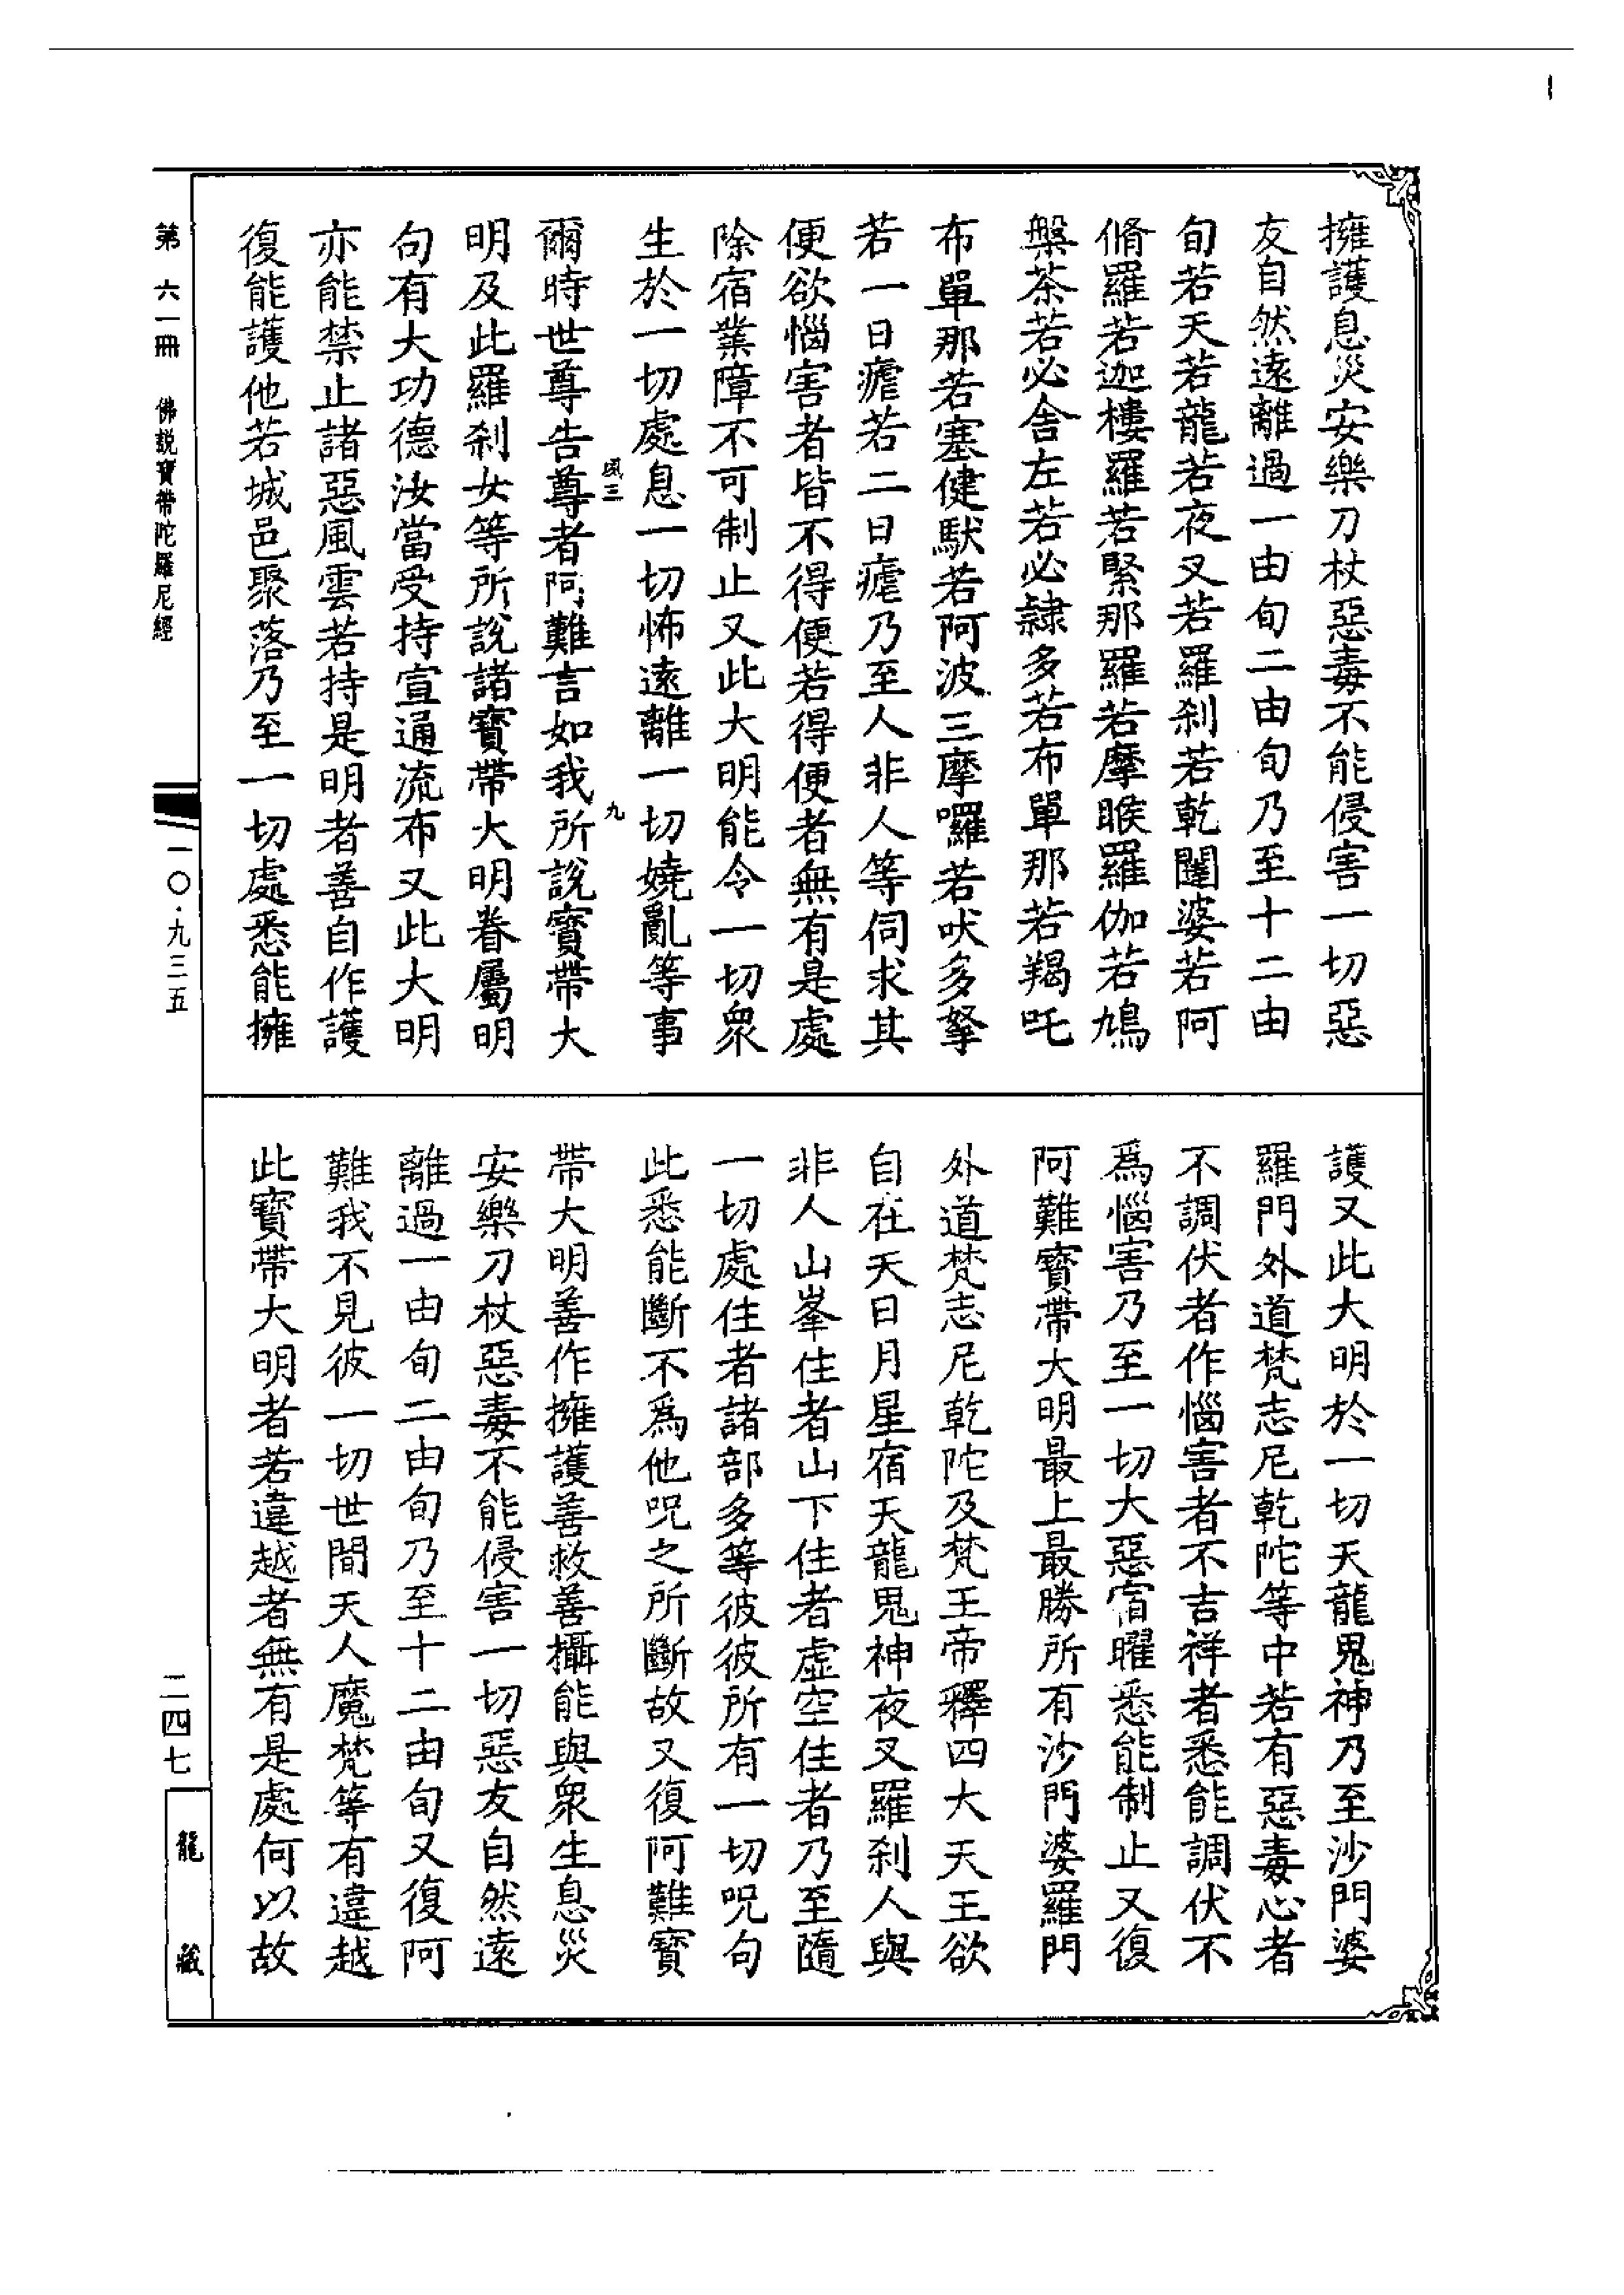 擁護息災安樂刀杖惡毒不能侵害一切惡
友自然遠離過一由旬二由旬乃至十二由
旬若天若龍若夜叉若羅刹若乾闥婆若阿
脩羅若迦樓羅若緊那羅若摩睺羅伽若鳩
槃茶若必舍左若必隸多若布單那若羯吒
布單那若塞健馱若阿波三摩囉若吠多拏
若一日瘧若二日瘧乃至人非人等伺求其
便欲惱害者皆不得便若得便者無有是處
除宿業障不可制止又此大明能令一切衆
生於一切處息一切怖遠離一切嬈亂等事
爾時世尊告尊者阿難言如我所說寶帶大
明及此羅刹女等所說諸寶帶大明眷屬明
句有大功德汝當受持宣通流布又此大明
亦能禁止諸惡風雲若持是明者善自作護
復能護他若城邑聚落乃至一切處悉能擁
風三
九
護又此大明於一切天龍鬼神乃至沙門婆
羅門外道梵志尼乾陀等中若有惡毒心者
不調伏者作惱害者不吉祥者悉能調伏不
爲惱害乃至一切大惡宿曜悉能制止又復
阿難寶帶大明最上最勝所有沙門婆羅門
外道梵志尼乾陀及梵王帝釋四大天王欲
自在天日月星宿天龍鬼神夜叉羅刹人與
非人山峯住者山下住者虛空住者乃至隨
一切處住者諸部多等彼彼所有一切呪句
此悉能斷不爲他呪之所斷故又復阿難寶
帶大明善作擁護善救善攝能與衆生息災
安樂刀杖惡毒不能侵害一切惡友自然遠
離過一由旬二由旬乃至十二由旬又復阿
難我不見彼一切世間天人魔梵等有違越
此寶帶大明者若違越者無有是處何以故
第六一冊 佛説寶帶陀羅尼經
一〇·九三五
二四七
龍藏